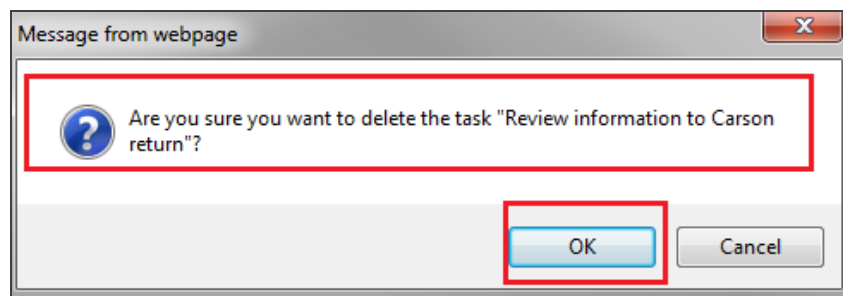 Message from webpage
Are you sure you want to delete the task "Review information to Carson
return"?
OK
Cancel